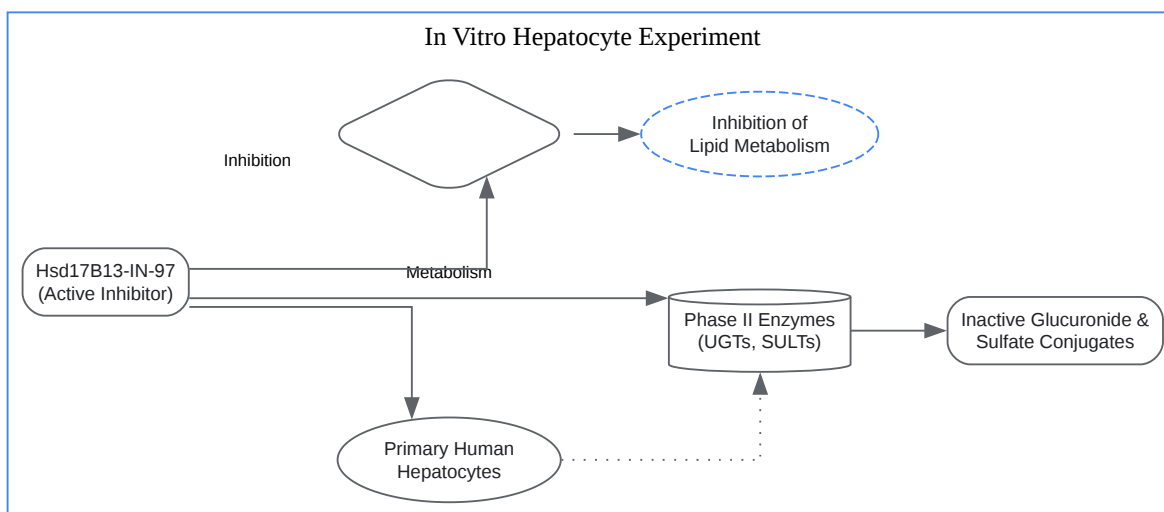 In Vitro Hepatocyte Experiment
Inhibition of
Lipid Metabolism
Inhibition
Hsd17B13-IN-97
(Active Inhibitor)
Metabolism
Phase II Enzymes
(UGTs, SULTs)
Inactive Glucuronide &
Sulfate Conjugates
Primary Human
Hepatocytes